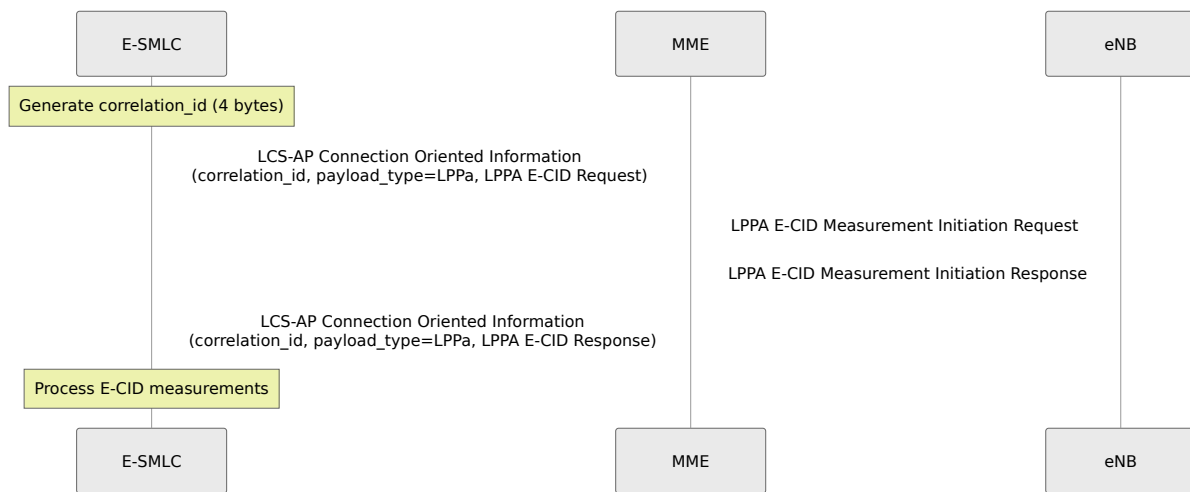 E-SMLC
MME
eNB
Generate correlation_id (4 bytes)
LCS-AP Connection Oriented Information
(correlation_id, payload_type=LPPa, LPPA E-CID Request)
LPPA E-CID Measurement Initiation Request
LPPA E-CID Measurement Initiation Response
LCS-AP Connection Oriented Information
(correlation_id, payload_type=LPPa, LPPA E-CID Response)
Process E-CID measurements
E-SMLC
MME
eNB